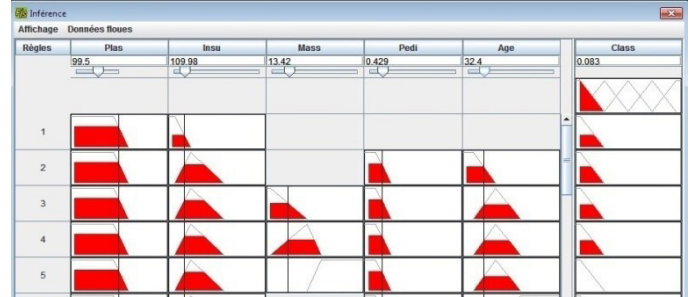 Inférence
Affichage Données floues
Règles Plas Insu Mass Pedi Age Class
99.5 109.98 13.42 0.429 32.4 0.083
1
2
3
4
5